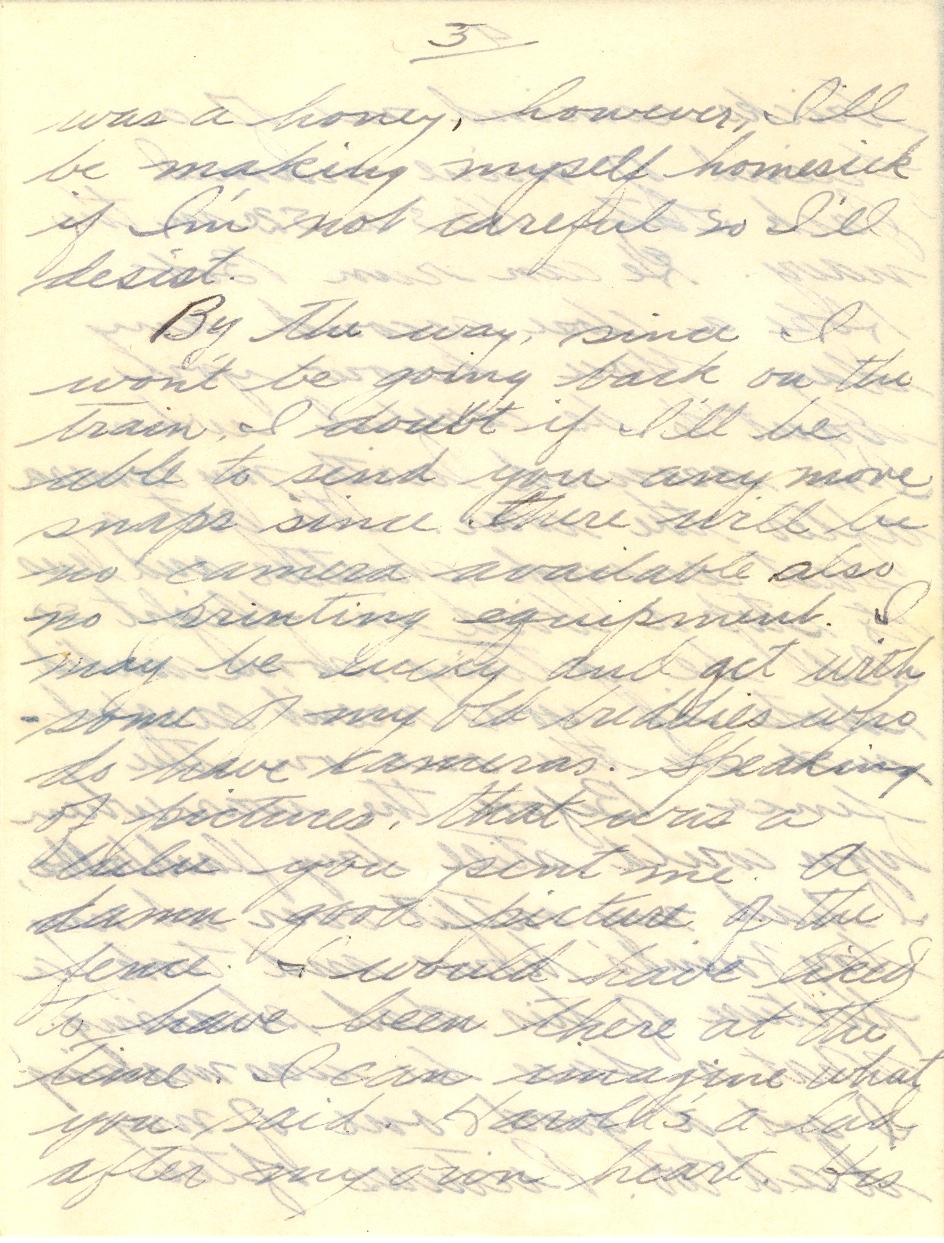 3
was a honey, however, I'll
be making myself homesick
if I'm not careful so I'll
desist.
By the way, since I
won't be going back on the
train, I doubt if I'll be
able to send you any more
snaps since there will be
no camera available also
no printing equipment. I
may be lucky and get with
some of my old buddies who
do have cameras. Speaking
of pictures, that was a
lulu you sent me. A
damn good picture of the
fence. I would have liked
to have been there at the
time. I can imagine what
you said. Harold's a lad
after my own heart. His